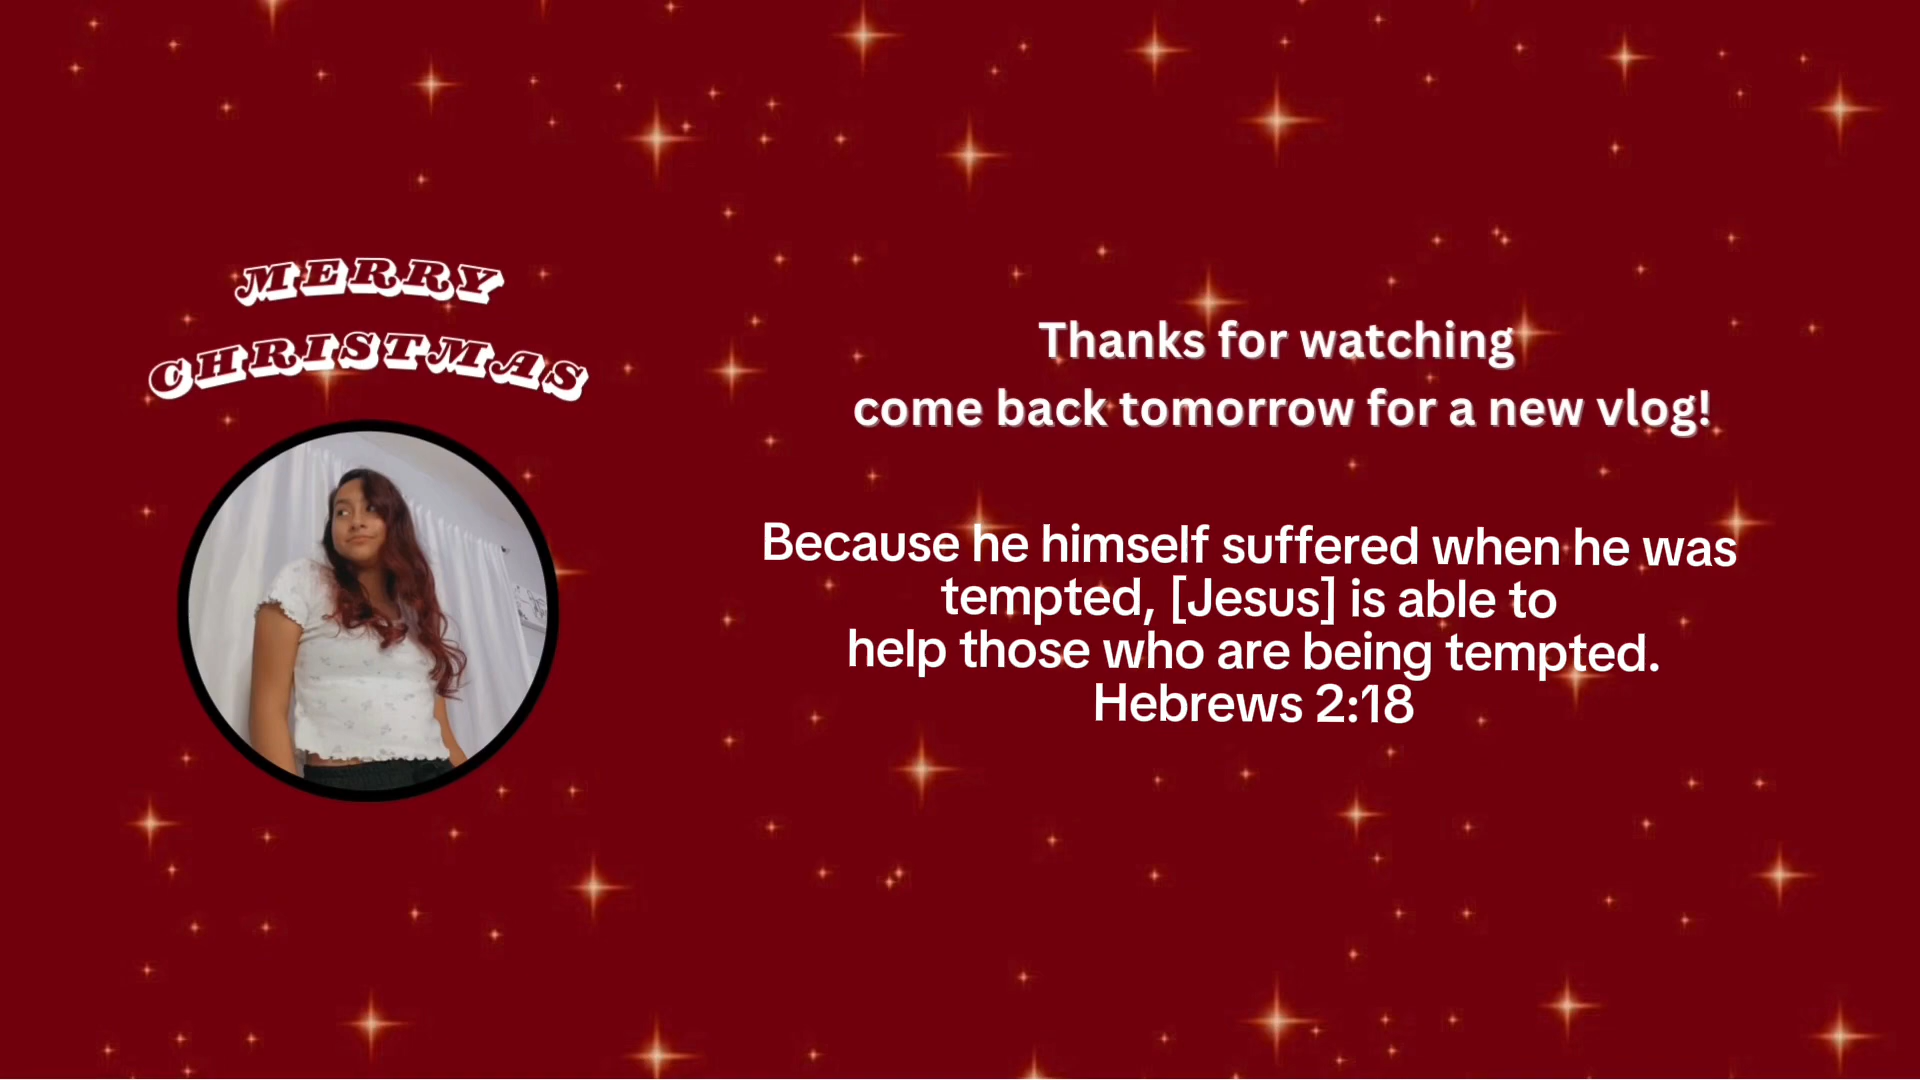 MERRY
CHRISTMAS
Thanks for watching
come back tomorrow for a new vlog!
Because he himself suffered when he was
tempted, [Jesus] is able to
help those who are being tempted.
Hebrews 2:18